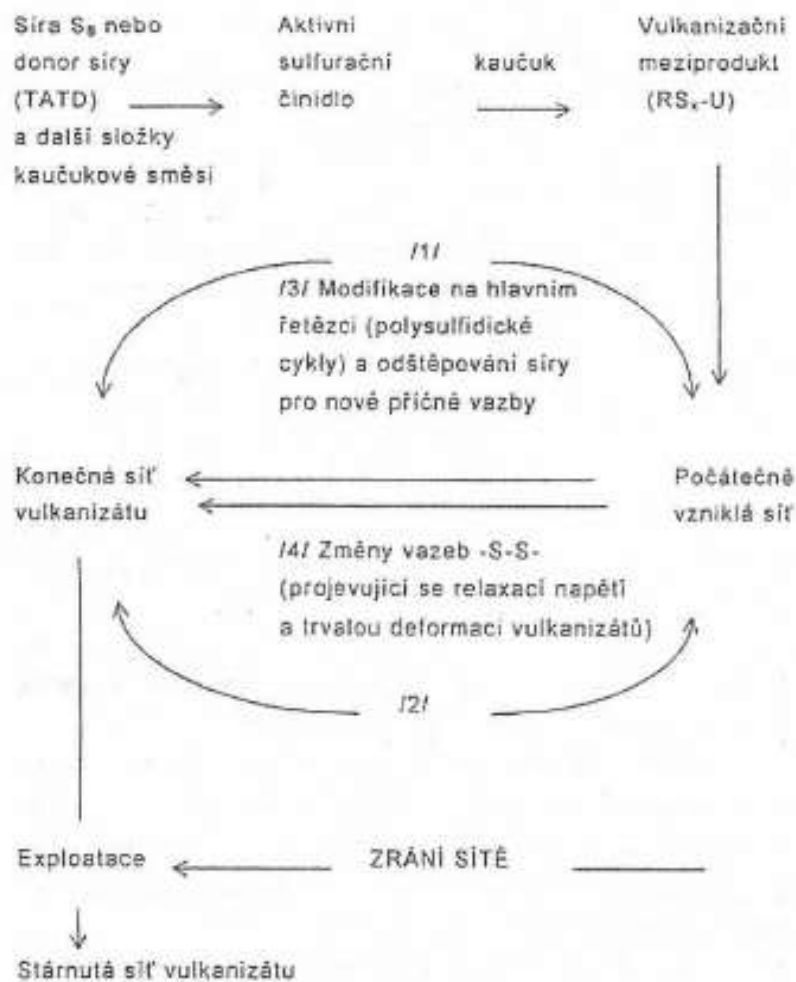 Síra S₈ nebo
donor síry
(TATD)
a další složky
kaučukové směsi
Aktivní
sulfurační
činidlo
kaučuk
Vulkanizační
meziprodukt
(RSₓ-U)
/1/
/3/ Modifikace na hlavním
řetězci (polysulfidické
cykly) a odštěpování síry
pro nové příčné vazby
Konečná síť
vulkanizátu
Počátečně
vzniklá síť
/4/ Změny vazeb -S-S-
(projevující se relaxací napětí
a trvalou deformací vulkanizátů)
/2/
Exploatace
ZRÁNÍ SÍTĚ
Stárnutá síť vulkanizátu